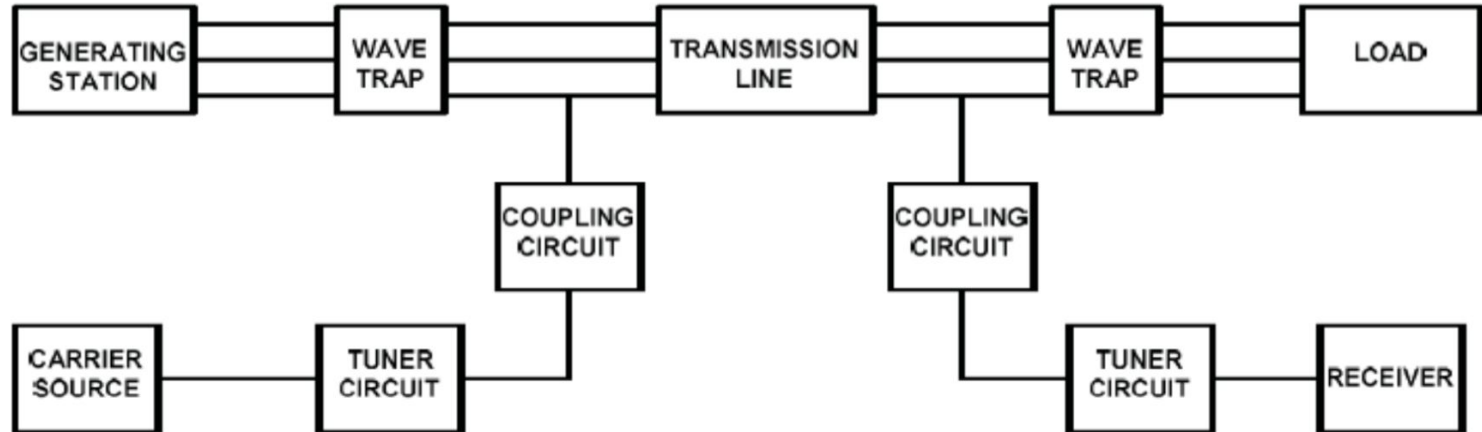 GENERATING
STATION
WAVE
TRAP
TRANSMISSION
LINE
WAVE
TRAP
LOAD
COUPLING
CIRCUIT
COUPLING
CIRCUIT
CARRIER
SOURCE
TUNER
CIRCUIT
TUNER
CIRCUIT
RECEIVER